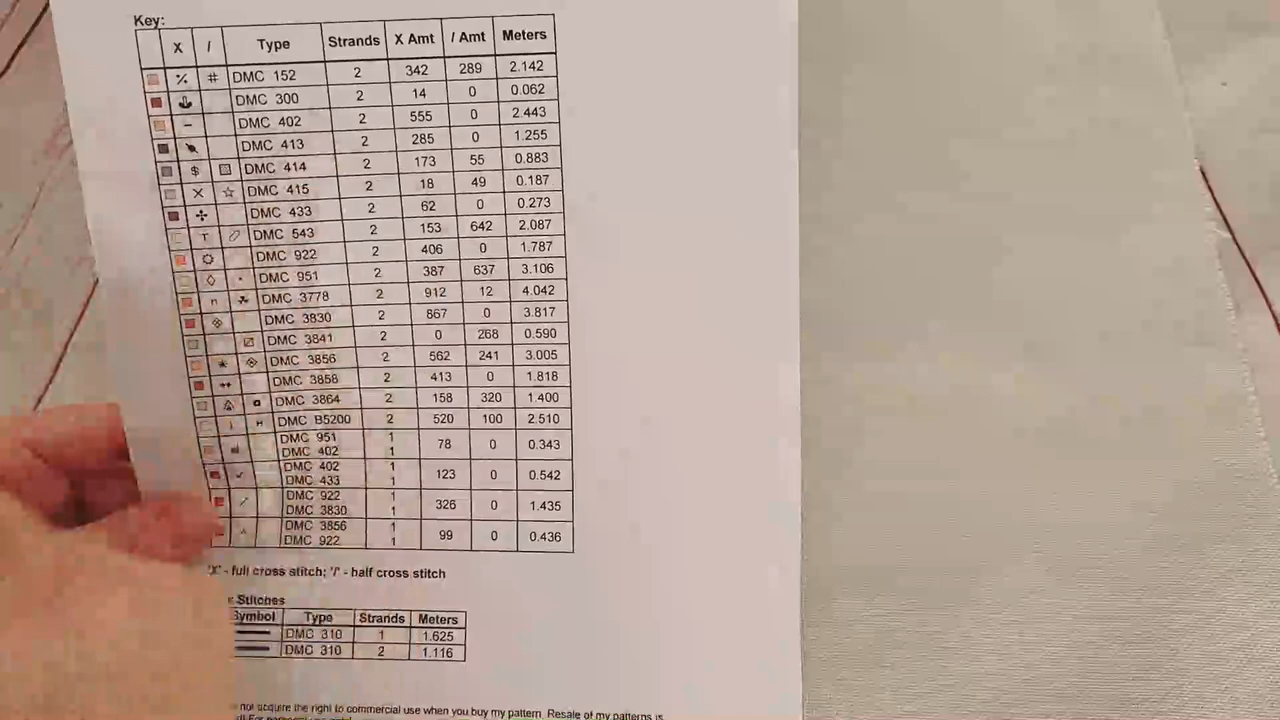 Key:
X / Type Strands X Amt / Amt Meters
DMC 152 2 342 289 2.142
DMC 300 2 14 0 0.062
DMC 402 2 555 0 2.443
DMC 413 2 285 0 1.255
DMC 414 2 173 55 0.883
DMC 415 2 18 49 0.187
DMC 433 2 62 0 0.273
DMC 543 2 153 642 2.087
DMC 922 2 406 0 1.787
DMC 951 2 387 637 3.106
DMC 3778 2 912 12 4.042
DMC 3830 2 867 0 3.817
DMC 3841 2 0 268 0.590
DMC 3856 2 562 241 3.005
DMC 3858 2 413 0 1.818
DMC 3864 2 158 320 1.400
DMC B5200 2 520 100 2.510
DMC 951 1
DMC 402 1 78 0 0.343
DMC 402 1
DMC 433 1 123 0 0.542
DMC 922 1
DMC 3830 1 326 0 1.435
DMC 3856 1
DMC 922 1 99 0 0.436
'X' - full cross stitch; '/' - half cross stitch
Stitches
Symbol Type Strands Meters
DMC 310 1 1.625
DMC 310 2 1.116
not acquire the right to commercial use when you buy my pattern. Resale of my patterns is